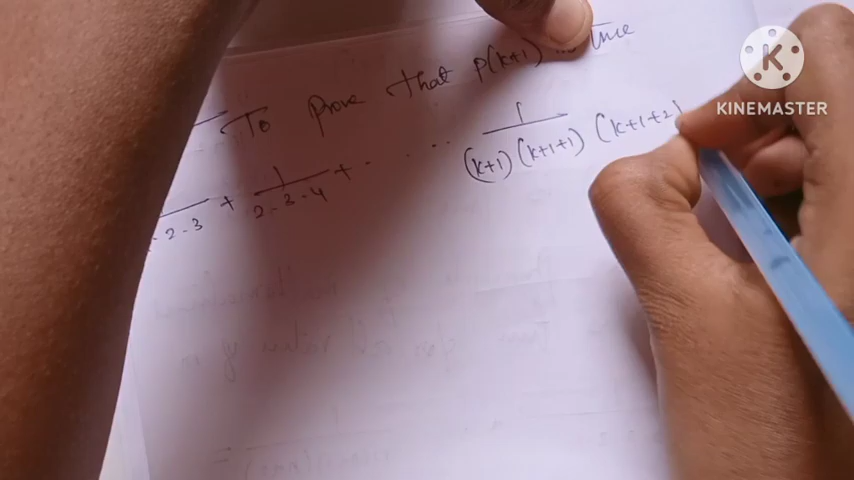 To prove that P(k+1) is true
1
1
2 - 3 + 2 - 3 - 4 + . . . . . (k+1) (k+1+1) (k+1+2)
KINEMASTER